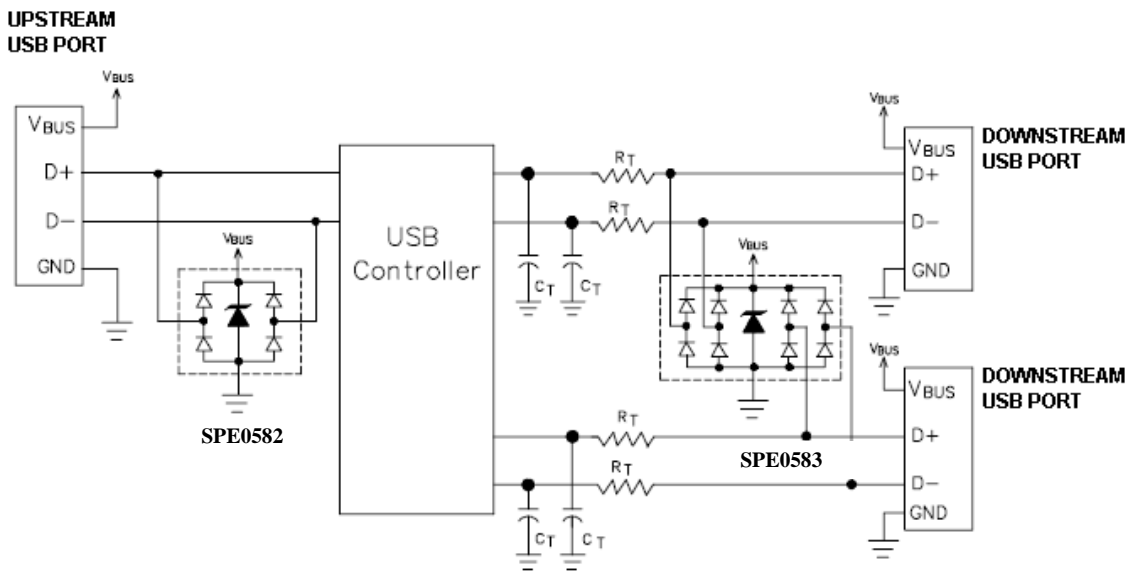 UPSTREAM
USB PORT
VBUS
VBUS
D+
D−
GND
VBUS
SPE0582
USB
Controller
RT
RT
CT
CT
VBUS
VBUS
D+
D−
GND
DOWNSTREAM
USB PORT
VBUS
SPE0583
RT
RT
CT
CT
VBUS
VBUS
D+
D−
GND
DOWNSTREAM
USB PORT